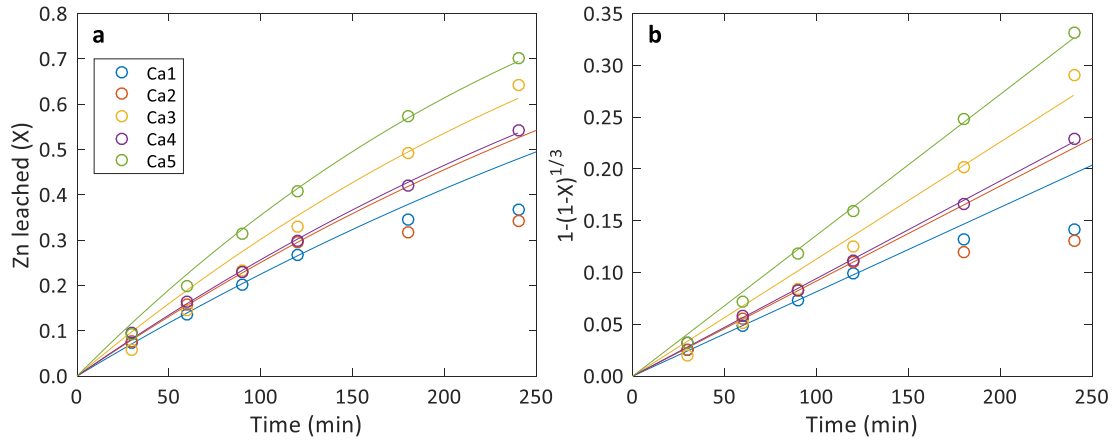 a
Zn leached (X)
0.8
0.7
0.6
0.5
0.4
0.3
0.2
0.1
0.0
Ca1
Ca2
Ca3
Ca4
Ca5
0 50 100 150 200 250
Time (min)
b
1-(1-X)^1/3
0.35
0.30
0.25
0.20
0.15
0.10
0.05
0.00
0 50 100 150 200 250
Time (min)